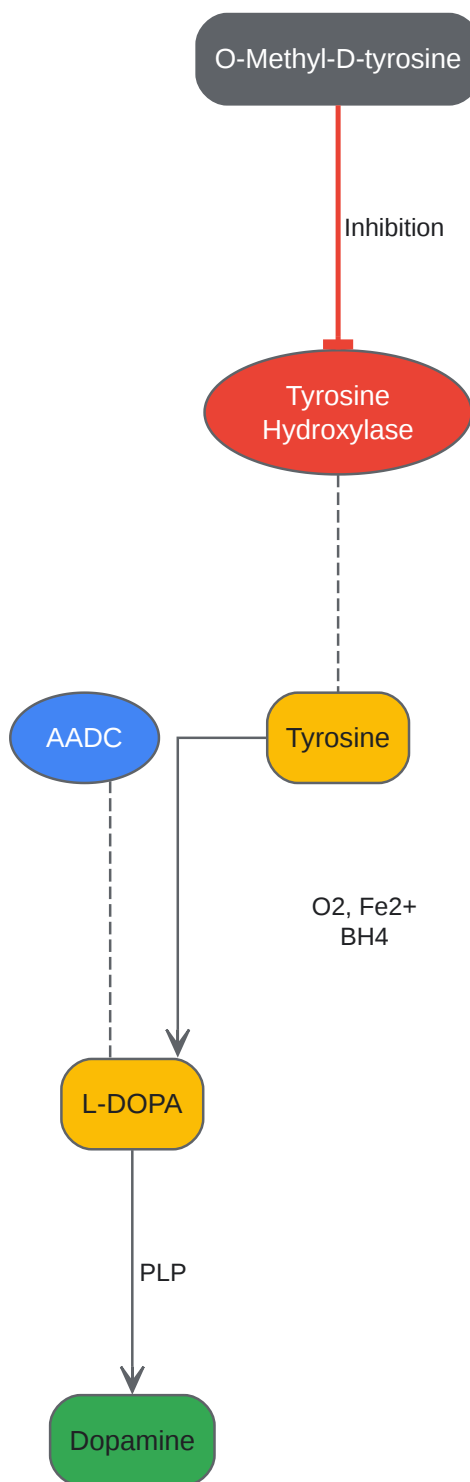 O-Methyl-D-tyrosine
Inhibition
Tyrosine
Hydroxylase
AADC
Tyrosine
O2, Fe2+
BH4
L-DOPA
PLP
Dopamine